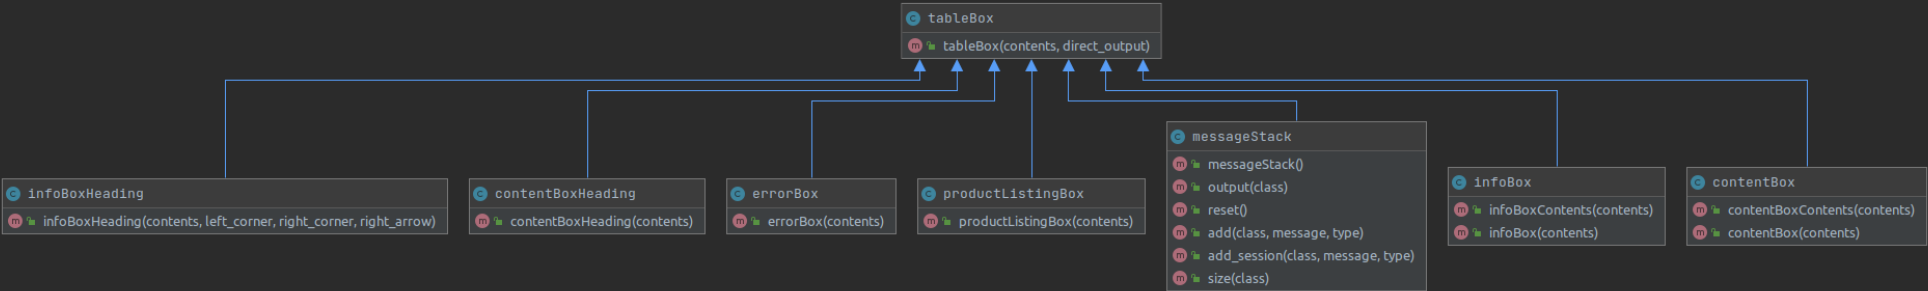 tableBox
tableBox(contents, direct_output)
infoBoxHeading
infoBoxHeading(contents, left_corner, right_corner, right_arrow)
contentBoxHeading
contentBoxHeading(contents)
errorBox
errorBox(contents)
productListingBox
productListingBox(contents)
messageStack
messageStack()
output(class)
reset()
add(class, message, type)
add_session(class, message, type)
size(class)
infoBox
infoBoxContents(contents)
infoBox(contents)
contentBox
contentBoxContents(contents)
contentBox(contents)